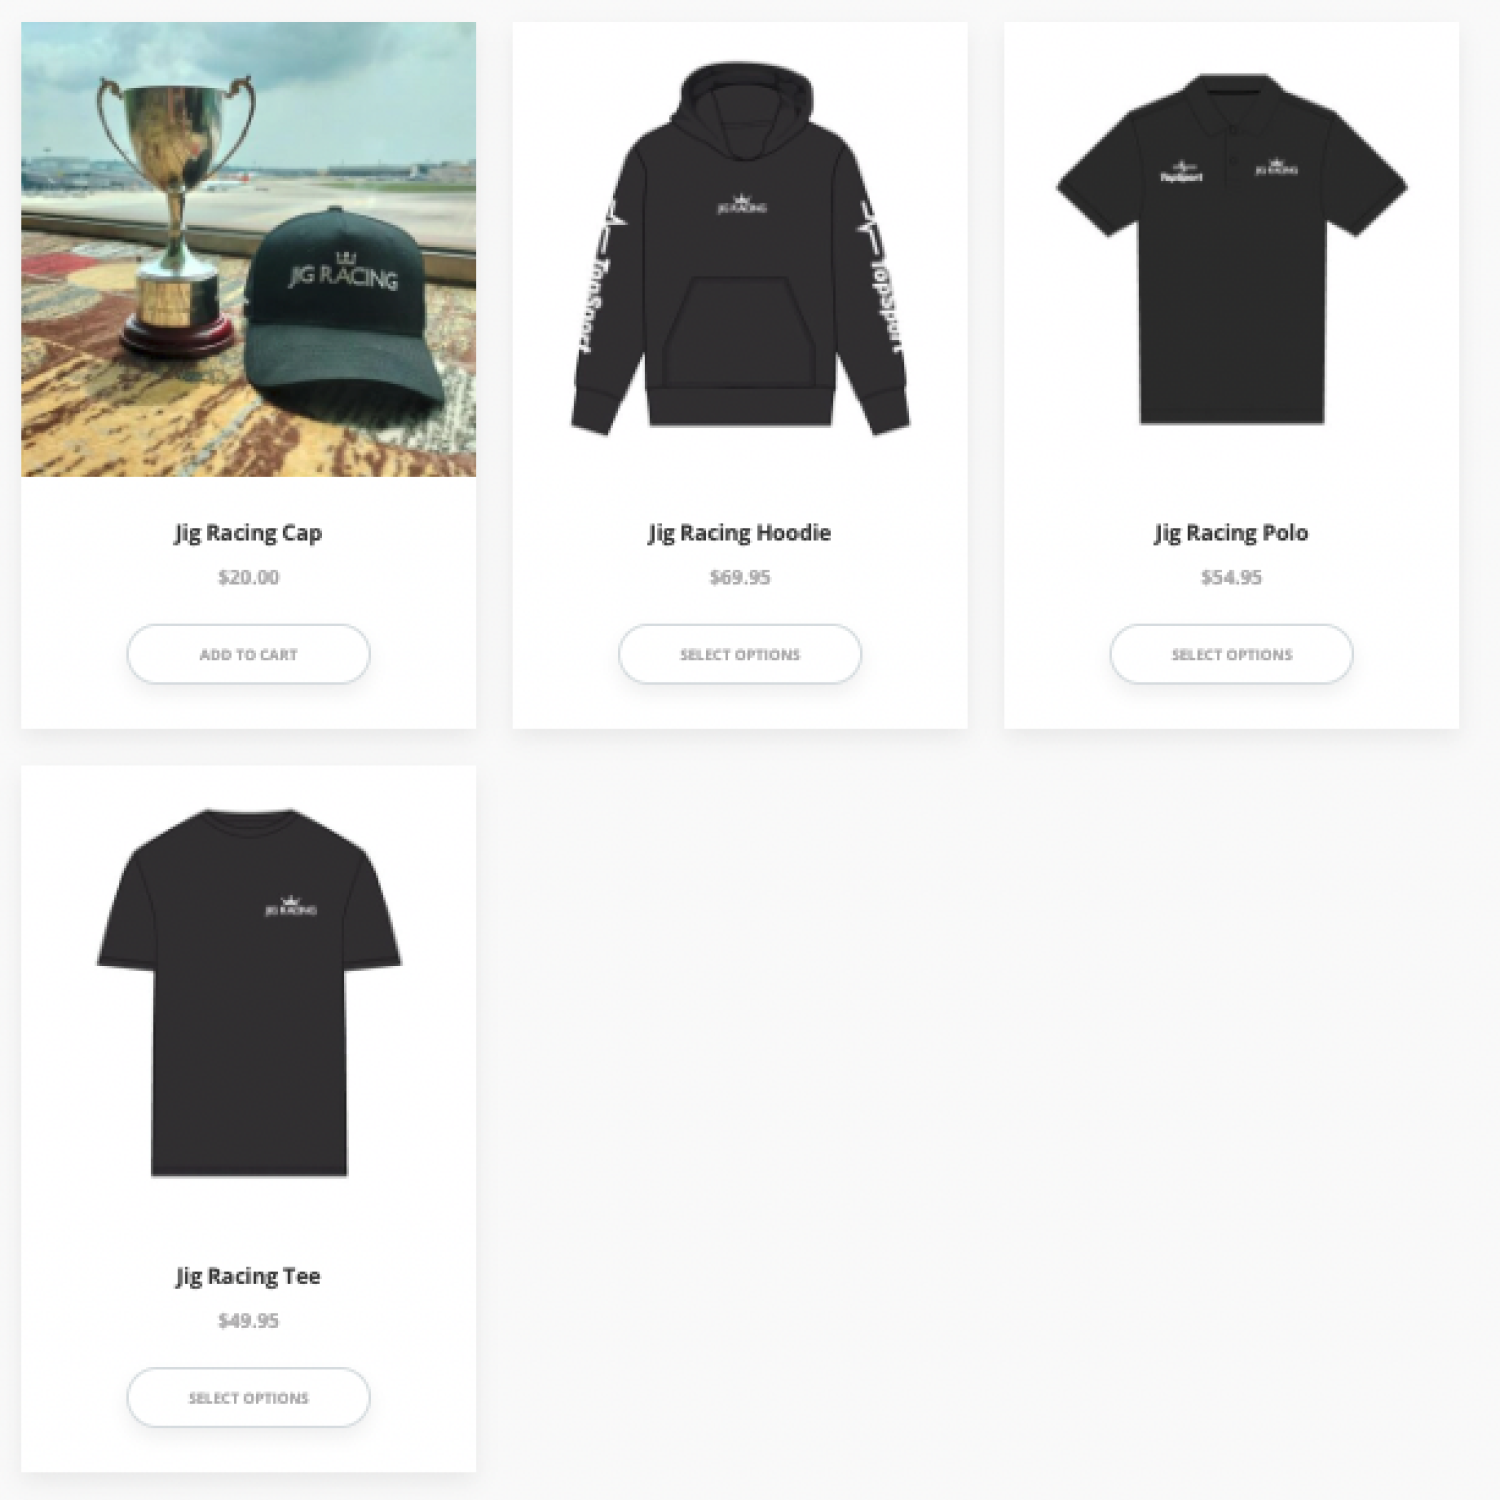 JIG RACING
JIG RACING
TopSport
TopSport
TopSport
JIG RACING
Jig Racing Cap
$20.00
ADD TO CART
Jig Racing Hoodie
$69.95
SELECT OPTIONS
Jig Racing Polo
$54.95
SELECT OPTIONS
JIG RACING
Jig Racing Tee
$49.95
SELECT OPTIONS